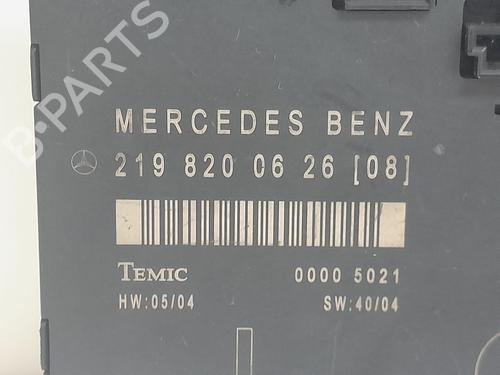 B-PARTS
MERCEDES BENZ
219 820 06 26 [08]
TEMIC 0000 5021
HW:05/04 SW:40/04